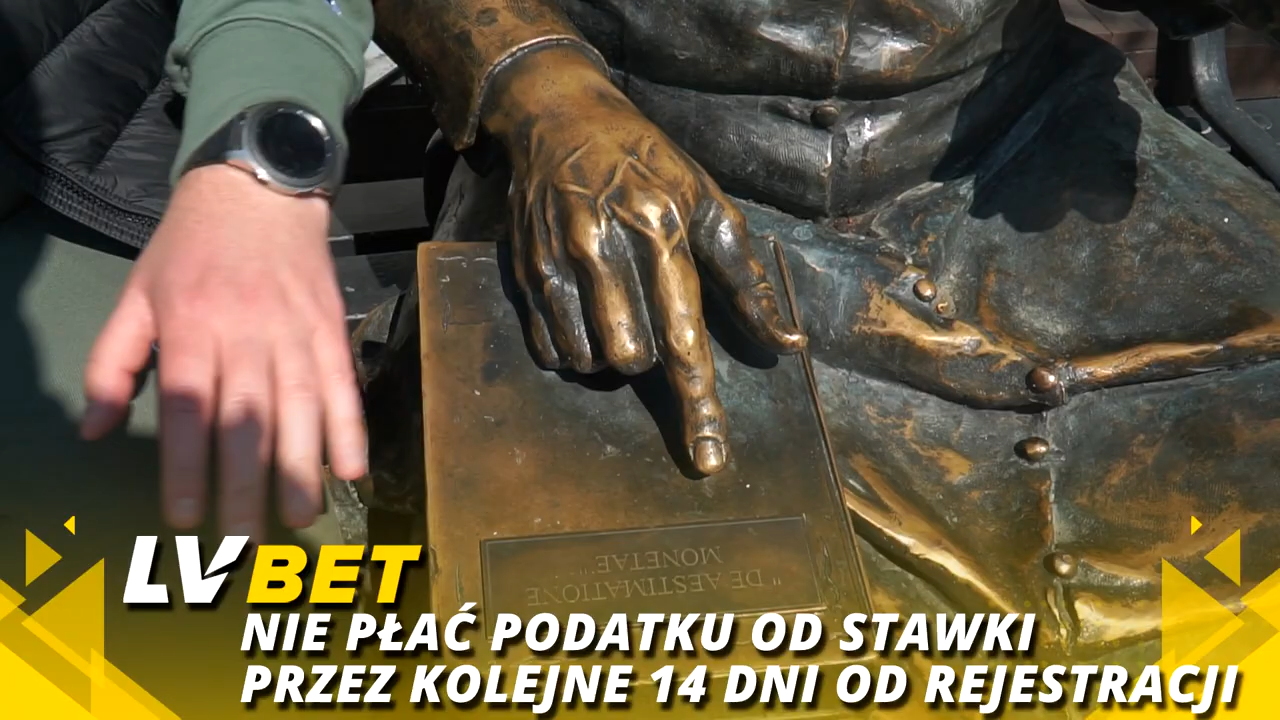 " DE AESTIMATIONE
MONETAE "
LVBET
NIE PŁAĆ PODATKU OD STAWKI
PRZEZ KOLEJNE 14 DNI OD REJESTRACJI